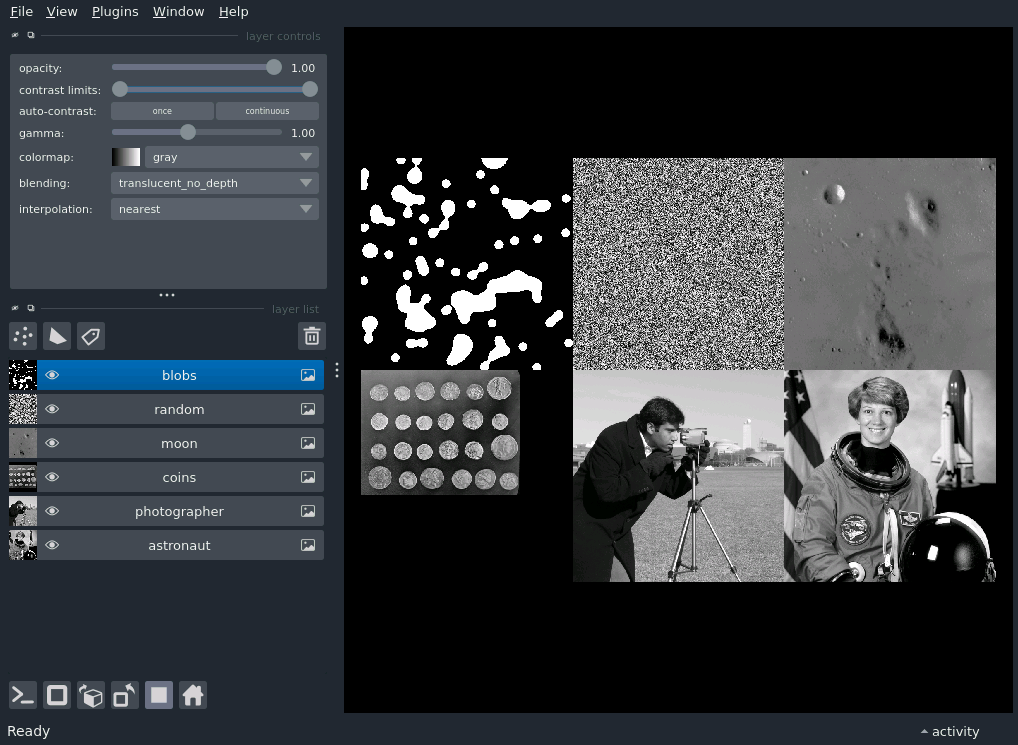 File View Plugins Window Help
layer controls
opacity: 1.00
contrast limits:
auto-contrast: once continuous
gamma: 1.00
colormap: gray
blending: translucent_no_depth
interpolation: nearest
layer list
blobs
random
moon
coins
photographer
astronaut
Ready
activity